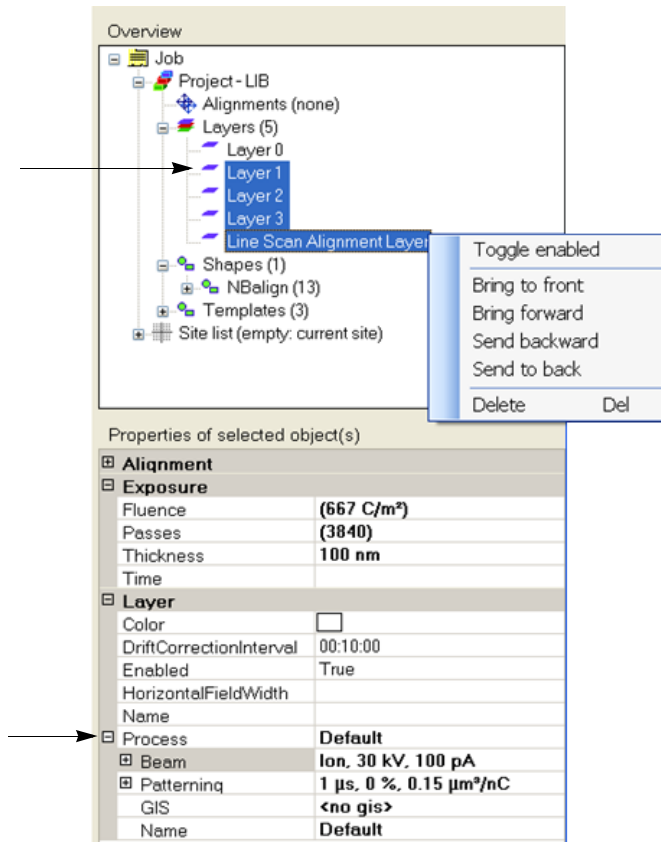 Overview
Job
Project - LIB
Alignments (none)
Layers (5)
Layer 0
Layer 1
Layer 2
Layer 3
Line Scan Alignment Layer
Shapes (1)
NBalign (13)
Templates (3)
Site list (empty: current site)
Toggle enabled
Bring to front
Bring forward
Send backward
Send to back
Delete Del
Properties of selected object(s)
Alignment
Exposure
Fluence (667 C/m²)
Passes (3840)
Thickness 100 nm
Time
Layer
Color
DriftCorrectionInterval 00:10:00
Enabled True
HorizontalFieldWidth
Name
Process Default
Beam Ion, 30 kV, 100 pA
Patterning 1 µs, 0 %, 0.15 µm³/nC
GIS <no gis>
Name Default